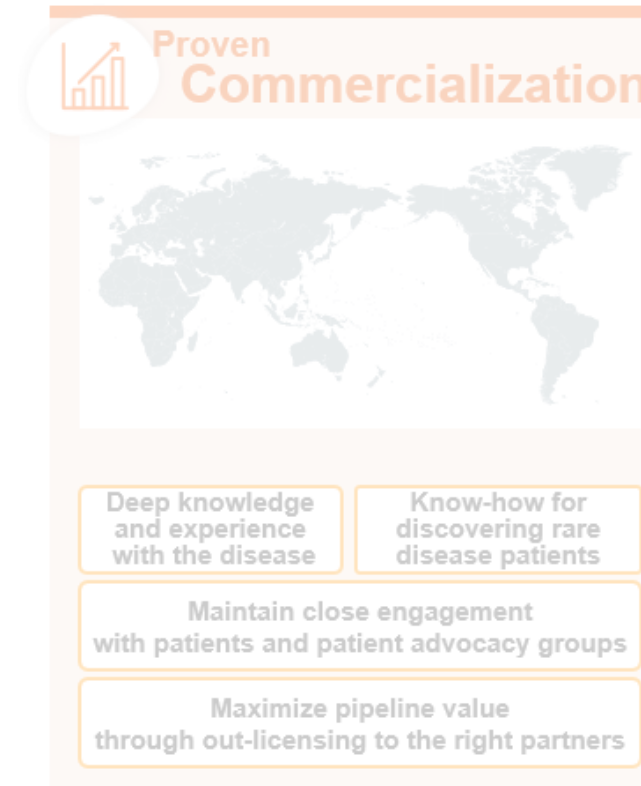 Proven
Commercialization
Deep knowledge
and experience
with the disease
Know-how for
discovering rare
disease patients
Maintain close engagement
with patients and patient advocacy groups
Maximize pipeline value
through out-licensing to the right partners